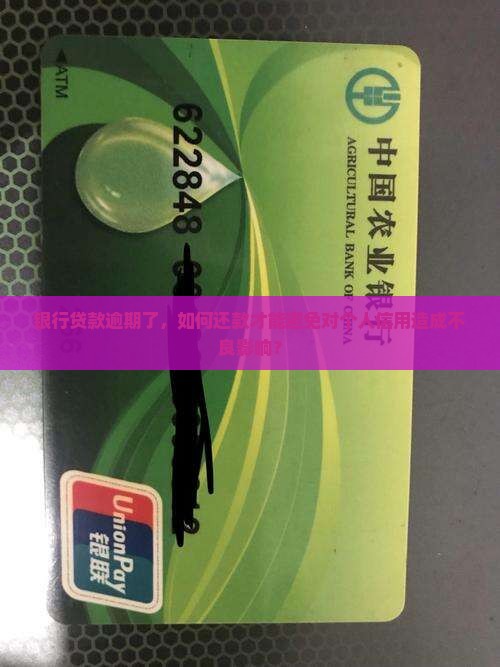 ATM
中国农业银行
AGRICULTURAL BANK OF CHINA
622848
银行贷款逾期了，如何还款才能避免对个人信用造成不
良影响？
UnionPay
银联